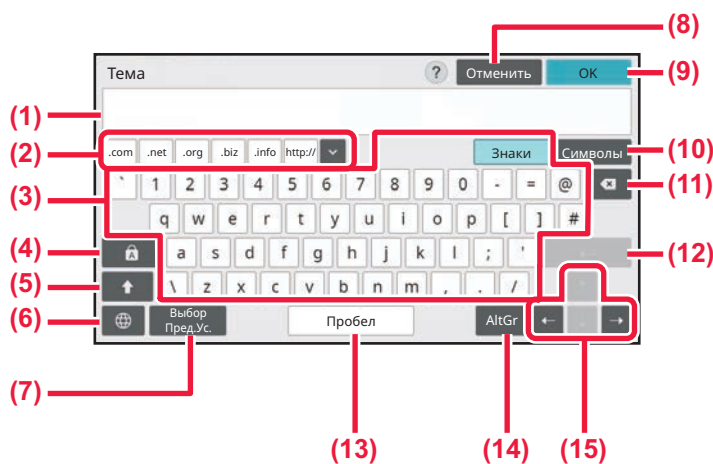 (8)
Тема ? Отменить OK (9)
(1)
(2) .com .net .org .biz .info http:// Знаки Символы (10)
(3) ` 1 2 3 4 5 6 7 8 9 0 - = @ (11)
q w e r t y u i o p [ ] #
(4) A a s d f g h j k l ; ' (12)
(5) \ z x c v b n m , . /
(6) Выбор
Пред.Ус. Пробел AltGr ← →
(7)
(13) (14) (15)